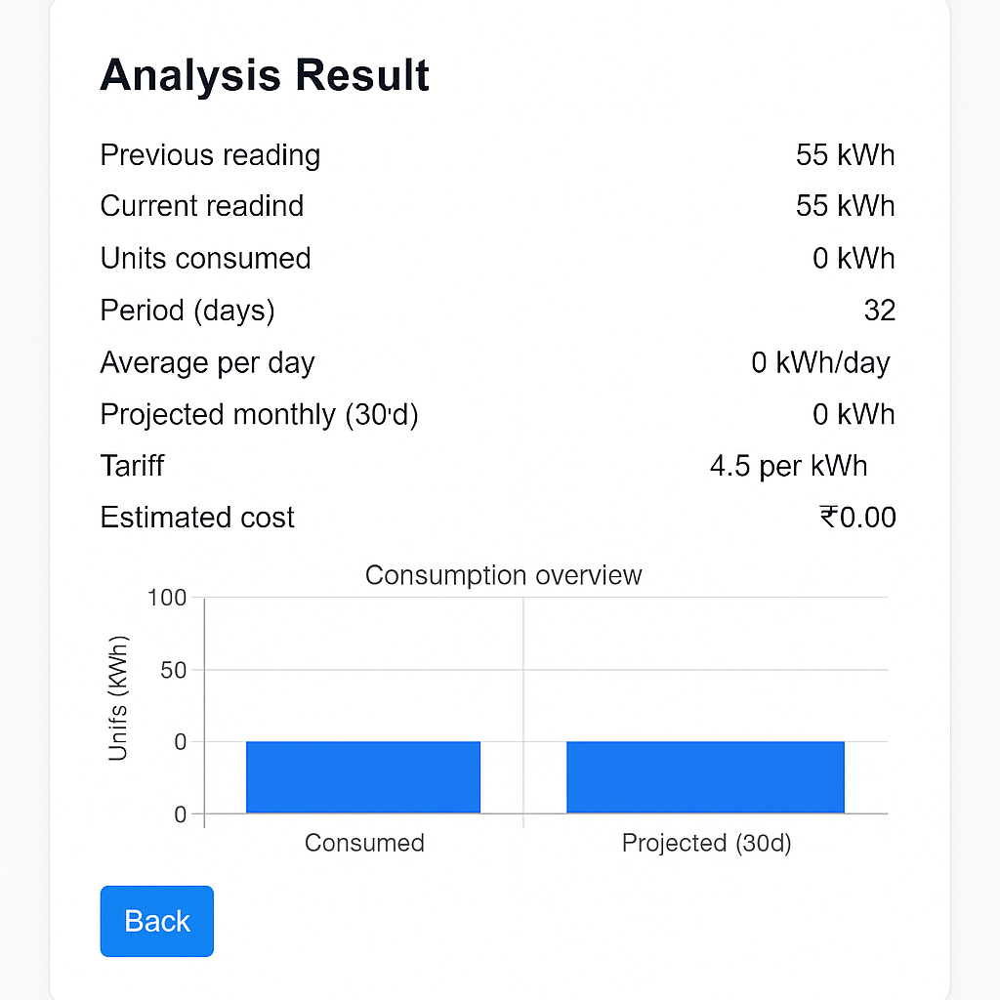 Analysis Result
Previous reading 55 kWh
Current readind 55 kWh
Units consumed 0 kWh
Period (days) 32
Average per day 0 kWh/day
Projected monthly (30'd) 0 kWh
Tariff 4.5 per kWh
Estimated cost ₹0.00
Consumption overview
100
50
0
0
Unifs (KWh)
Consumed Projected (30d)
Back